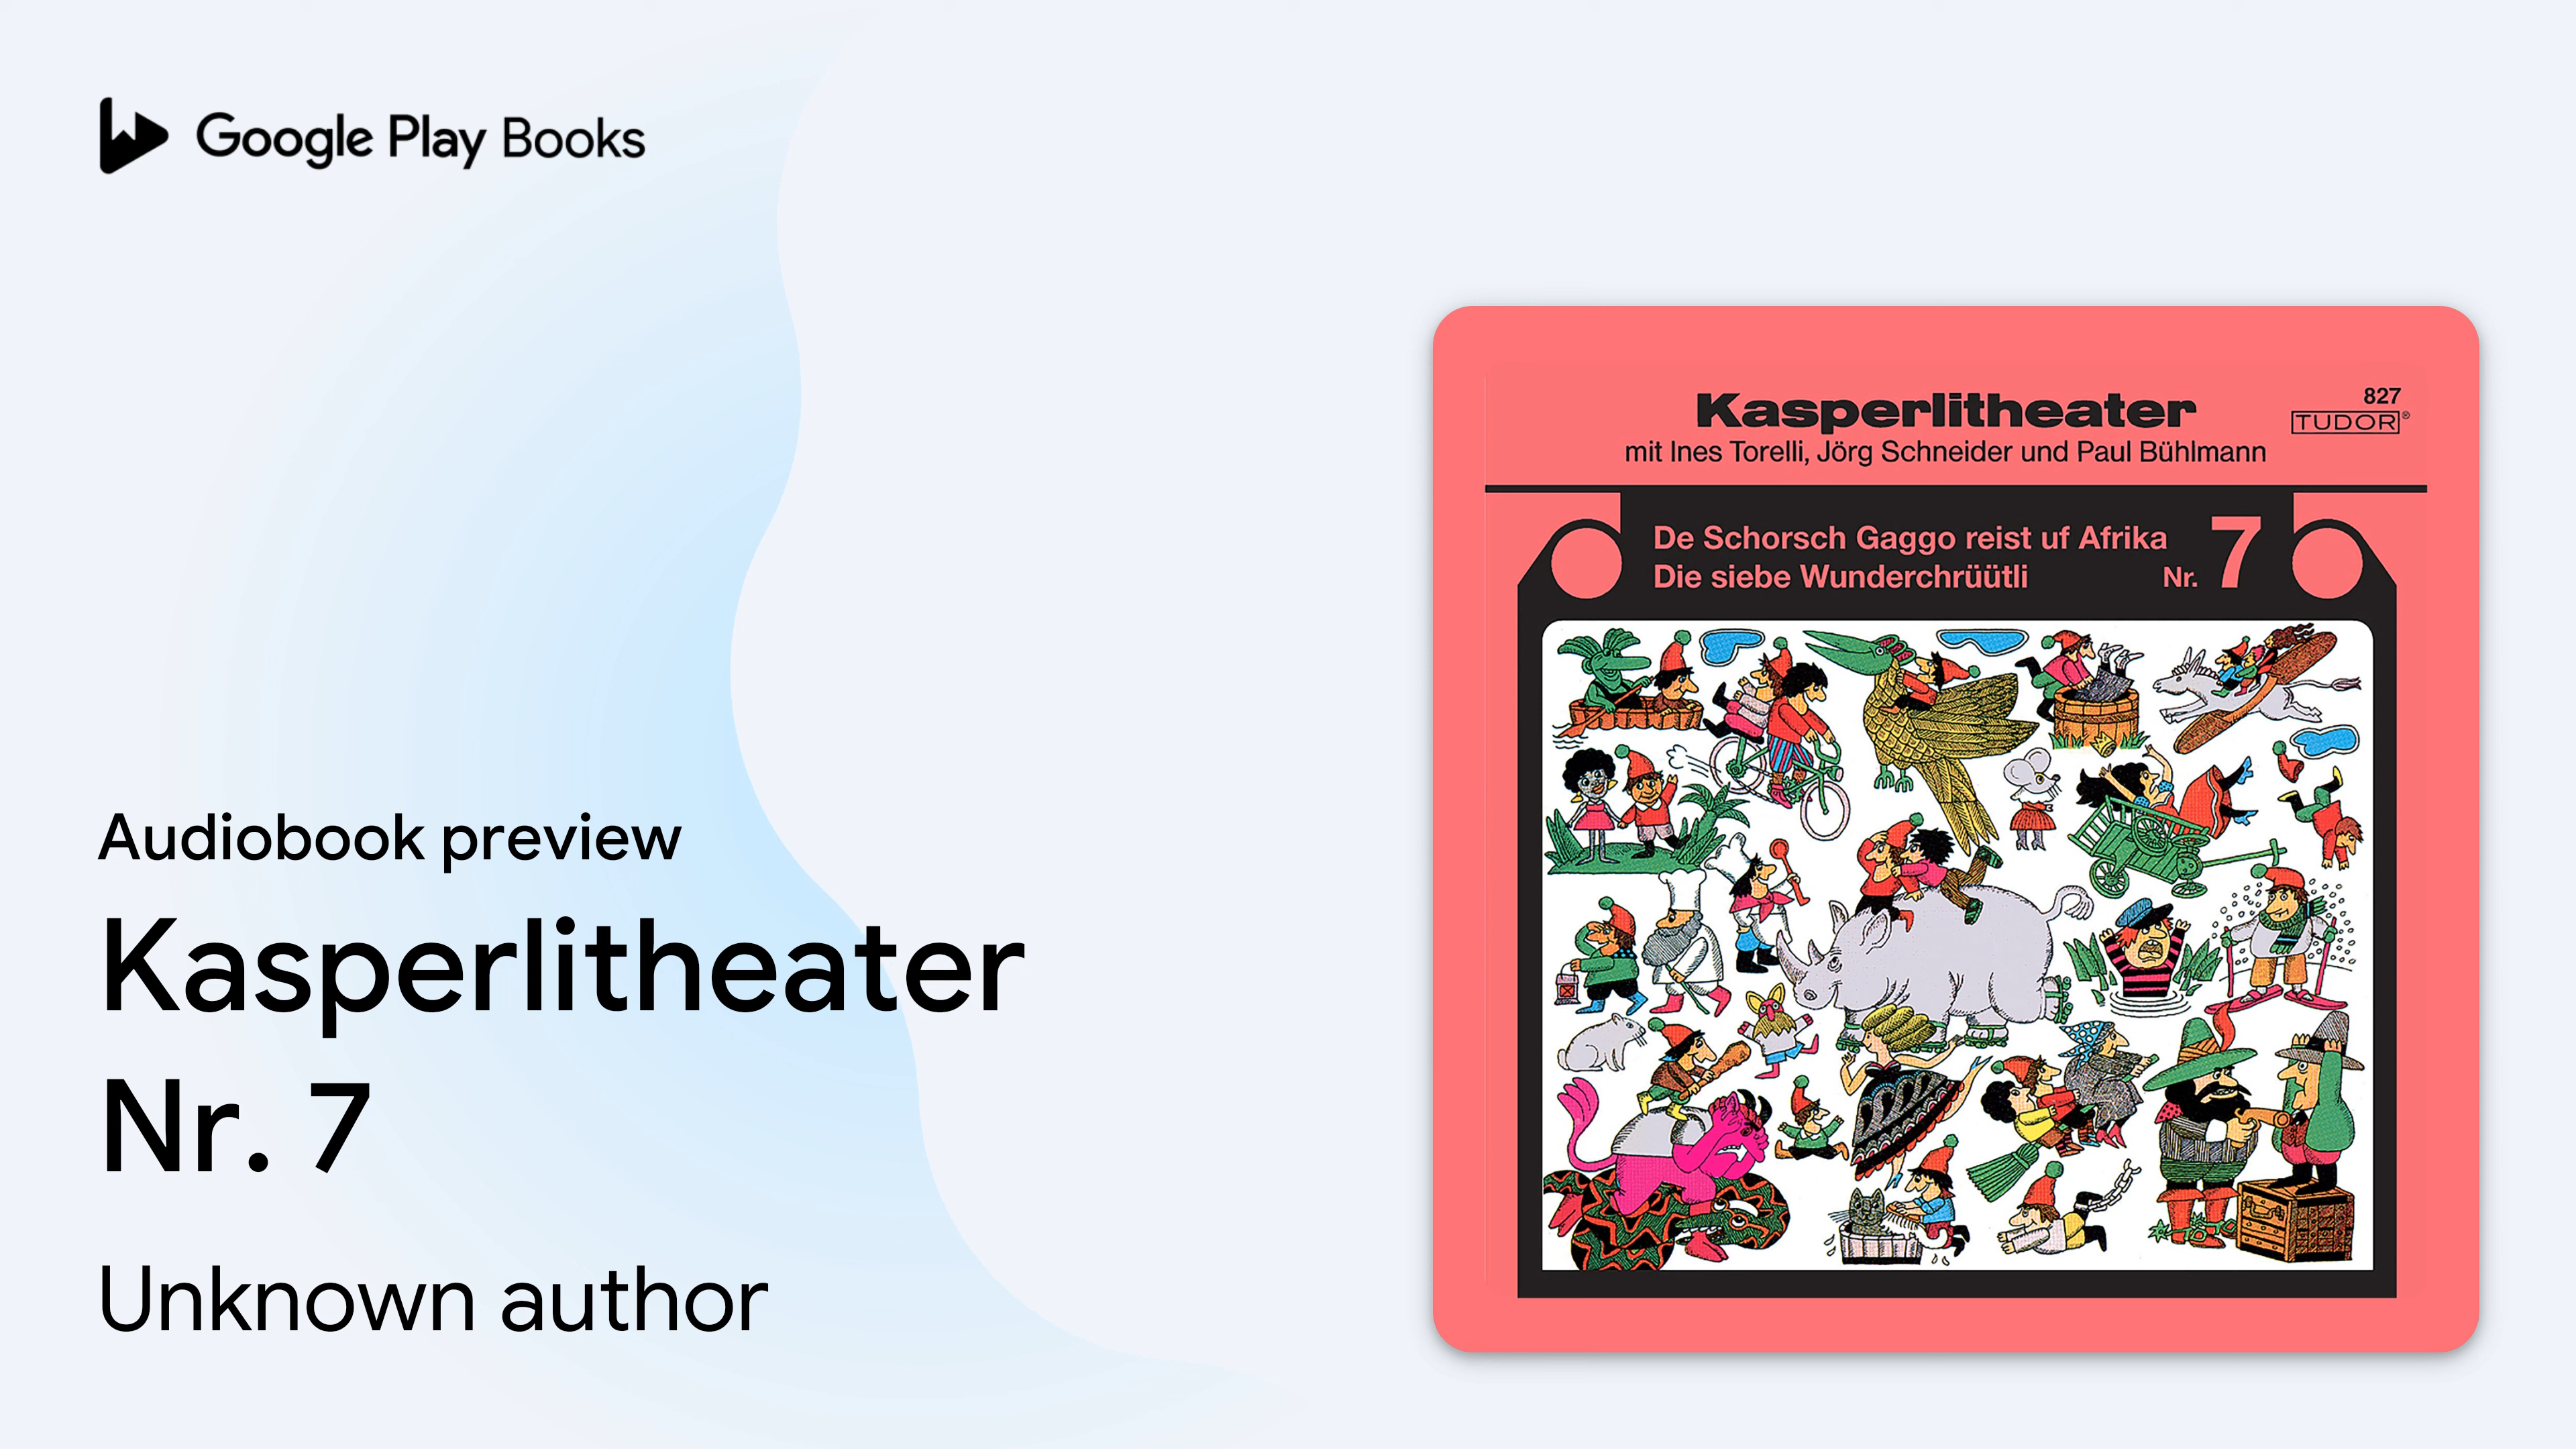 Google Play Books
Audiobook preview
Kasperlitheater
Nr. 7
Unknown author
Kasperlitheater
mit Ines Torelli, Jörg Schneider und Paul Bühlmann
827
TUDOR®
De Schorsch Gaggo reist uf Afrika
Die siebe Wunderchrüütli
Nr. 7